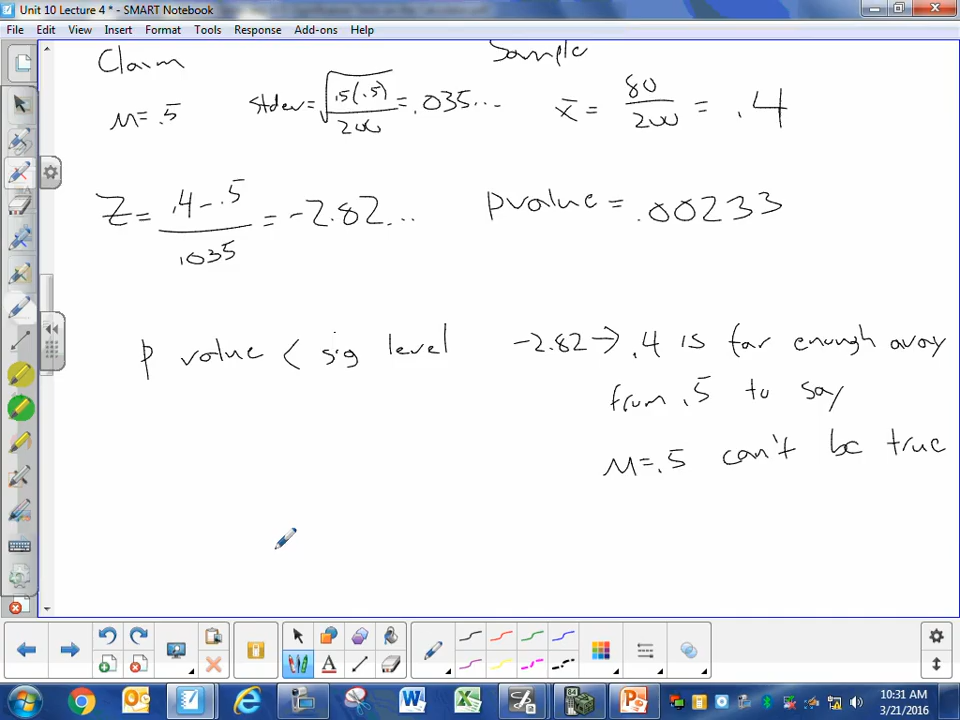 Unit 10 Lecture 4 * - SMART Notebook
File Edit View Insert Format Tools Response Add-ons Help
Claim Sample
μ= .5 stdev= √.5(.5)/200 = .035... x̄ = 80/200 = .4
Z= .4-.5/.035 = -2.82... pvalue = .00233
p value < sig level -2.82 → .4 is far enough away
from .5 to say
μ=.5 can't be true
10:31 AM
3/21/2016